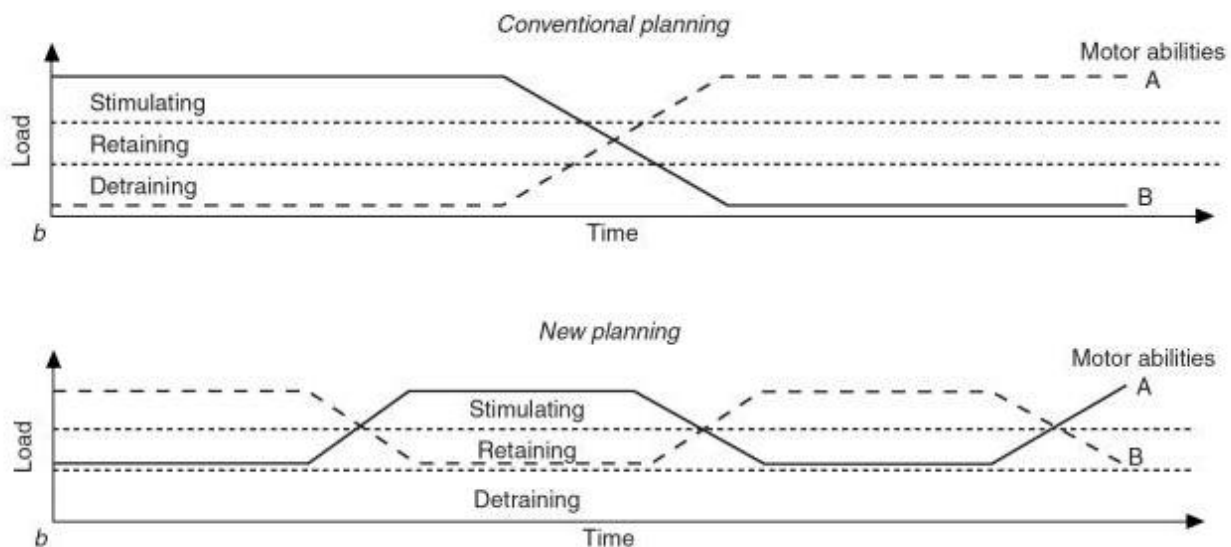 Conventional planning
Motor abilities
A
Stimulating
Load
Retaining
Detraining
B
b
Time
New planning
Motor abilities
A
Stimulating
Load
Retaining
B
Detraining
b
Time